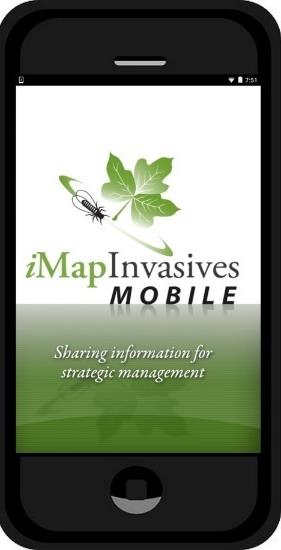 7:51
iMapInvasives
MOBILE
Sharing information for
strategic management